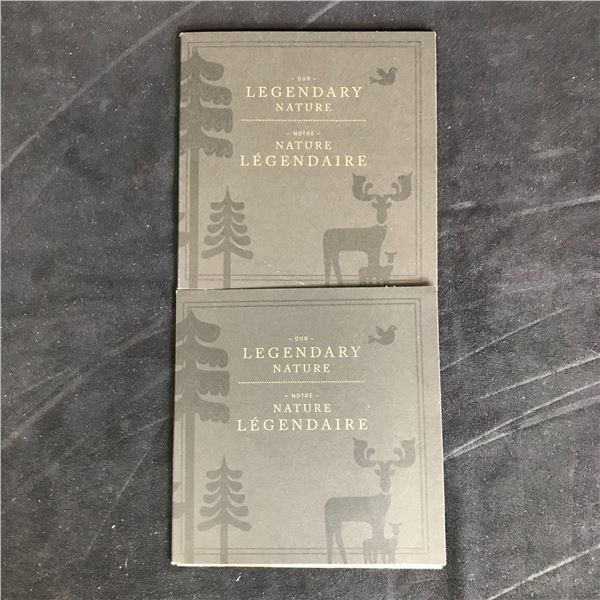 - OUR -
LEGENDARY
NATURE
- NOTRE -
NATURE
LÉGENDAIRE
- OUR -
LEGENDARY
NATURE
- NOTRE -
NATURE
LÉGENDAIRE